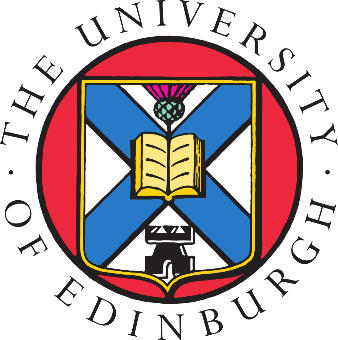 THE UNIVERSITY
· OF EDINBURGH ·